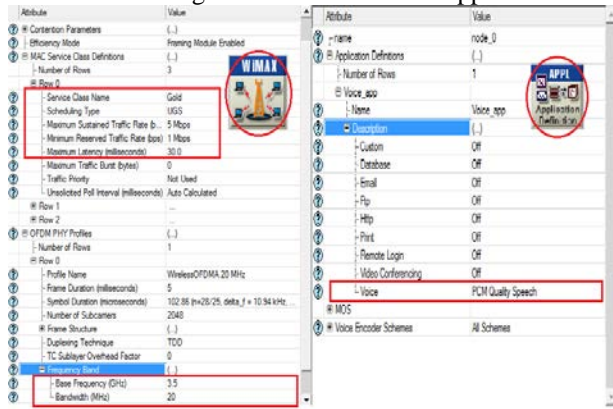 Attribute Value
Contention Parameters (...)
Efficiency Mode Framing Module Enabled
MAC Service Class Definitions (...)
Number of Rows 3
Row 0
Service Class Name Gold
Scheduling Type UGS
Maximum Sustained Traffic Rate (b... 5 Mbps
Minimum Reserved Traffic Rate (bps) 1 Mbps
Maximum Latency (milliseconds) 30.0
Maximum Traffic Burst (bytes) 0
Traffic Priority Not Used
Unsolicited Poll Interval (milliseconds) Auto Calculated
Row 1 ...
Row 2 ...
OFDM PHY Profiles (...)
Number of Rows 1
Row 0
Profile Name WirelessOFDMA 20 MHz
Frame Duration (milliseconds) 5
Symbol Duration (microseconds) 102.86 (n=28/25, delta_f = 10.94 kHz, ...
Number of Subcarriers 2048
Frame Structure (...)
Duplexing Technique TDD
TC Sublayer Overhead Factor 0
Frequency Band (...)
Base Frequency (GHz) 3.5
Bandwidth (MHz) 20
WiMAX
Attribute Value
name node_0
Application Definitions (...)
Number of Rows 1
Voice_app
Name Voice_app
Description (...)
Custom Off
Database Off
Email Off
Ftp Off
Http Off
Print Off
Remote Login Off
Video Conferencing Off
Voice PCM Quality Speech
MOS
Voice Encoder Schemes All Schemes
APPL
Application
Definition